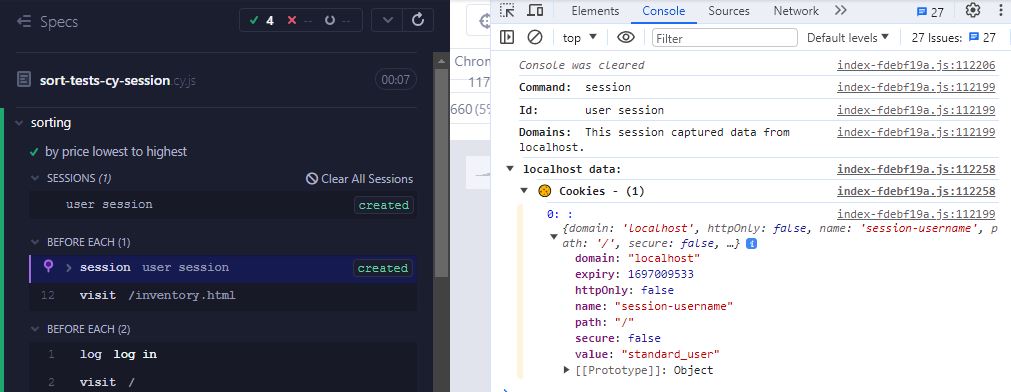 Specs
4 -- --
sort-tests-cy-session.cy.js 00:07
sorting
by price lowest to highest
SESSIONS (1) Clear All Sessions
user session created
BEFORE EACH (1)
session user session created
12 visit /inventory.html
BEFORE EACH (2)
1 log log in
2 visit /
Chrom
117
660 (5%
Elements Console Sources Network 27
top Filter Default levels 27 Issues: 27
Console was cleared index-fdebf19a.js:112206
Command: session index-fdebf19a.js:112199
Id: user session index-fdebf19a.js:112199
Domains: This session captured data from index-fdebf19a.js:112199
localhost.
localhost data: index-fdebf19a.js:112258
Cookies - (1) index-fdebf19a.js:112258
0: : index-fdebf19a.js:112199
{domain: 'localhost', httpOnly: false, name: 'session-username', p
ath: '/', secure: false, …} i
domain: "localhost"
expiry: 1697009533
httpOnly: false
name: "session-username"
path: "/"
secure: false
value: "standard_user"
[[Prototype]]: Object